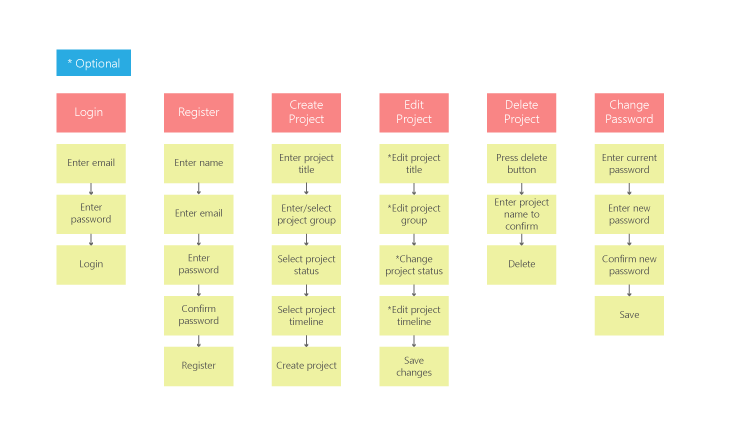 * Optional
Login
Enter email
Enter
password
Login
Register
Enter name
Enter email
Enter
password
Confirm
password
Register
Create
Project
Enter project
title
Enter/select
project group
Select project
status
Select project
timeline
Create project
Edit
Project
*Edit project
title
*Edit project
group
*Change
project status
*Edit project
timeline
Save
changes
Delete
Project
Press delete
button
Enter project
name to
confirm
Delete
Change
Password
Enter current
password
Enter new
password
Confirm new
password
Save